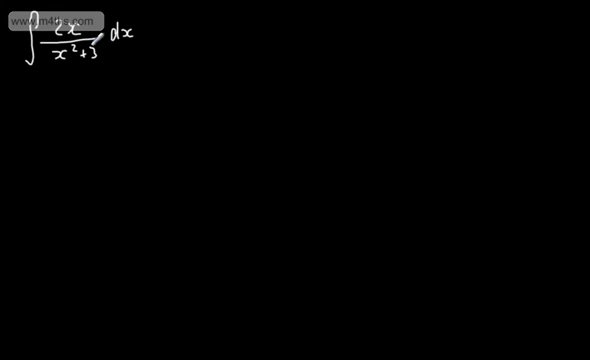 www.m4ths.com
∫ 2x / (x² + 3) dx